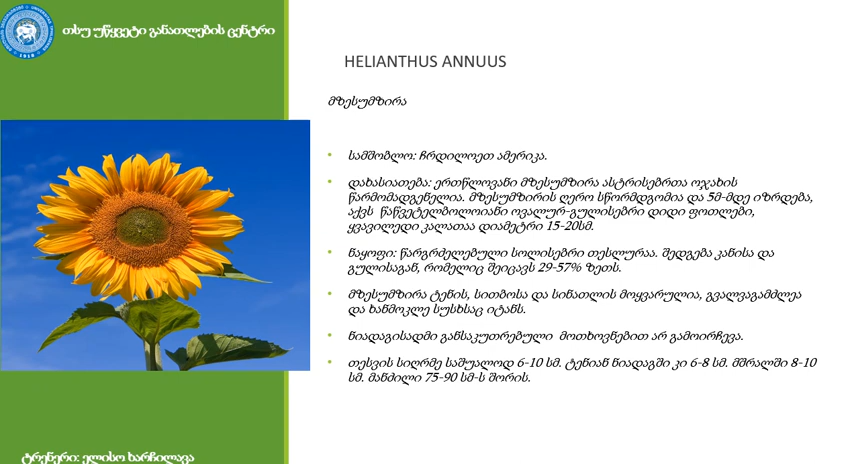 თსუ უწყვეტი განათლების ცენტრი
HELIANTHUS ANNUUS
მზესუმზირა
• სამშობლო: ჩრდილოეთ ამერიკა.
• დახასიათება: ერთწლოვანი მზესუმზირა ასტრისებრთა ოჯახის
წარმომადგენელია. მზესუმზირის ღერო სწორმდგომია და 5მ-მდე იზრდება,
აქვს წაწვეტებოლოიანი ოვალურ-გულისებრი დიდი ფოთლები,
ყვავილედი კალათაა დიამეტრი 15-20სმ.
• ნაყოფი: წარგრძელებული სოლისებრი თესლურაა. შედგება კანისა და
გულისაგან, რომელიც შეიცავს 29-57% ზეთს.
• მზესუმზირა ტენის, სითბოსა და სინათლის მოყვარულია, გვალვაგამძლეა
და ხანმოკლე სუსხსაც იტანს.
• ნიადაგისადმი განსაკუთრებული მოთხოვნებით არ გამოირჩევა.
• თესვის სიღრმე საშუალოდ 6-10 სმ. ტენიან ნიადაგში კი 6-8 სმ. მშრალში 8-10
სმ. მანძილი 75-90 სმ-ს შორის.
ტრენერი: ელისო ხარჩილავა